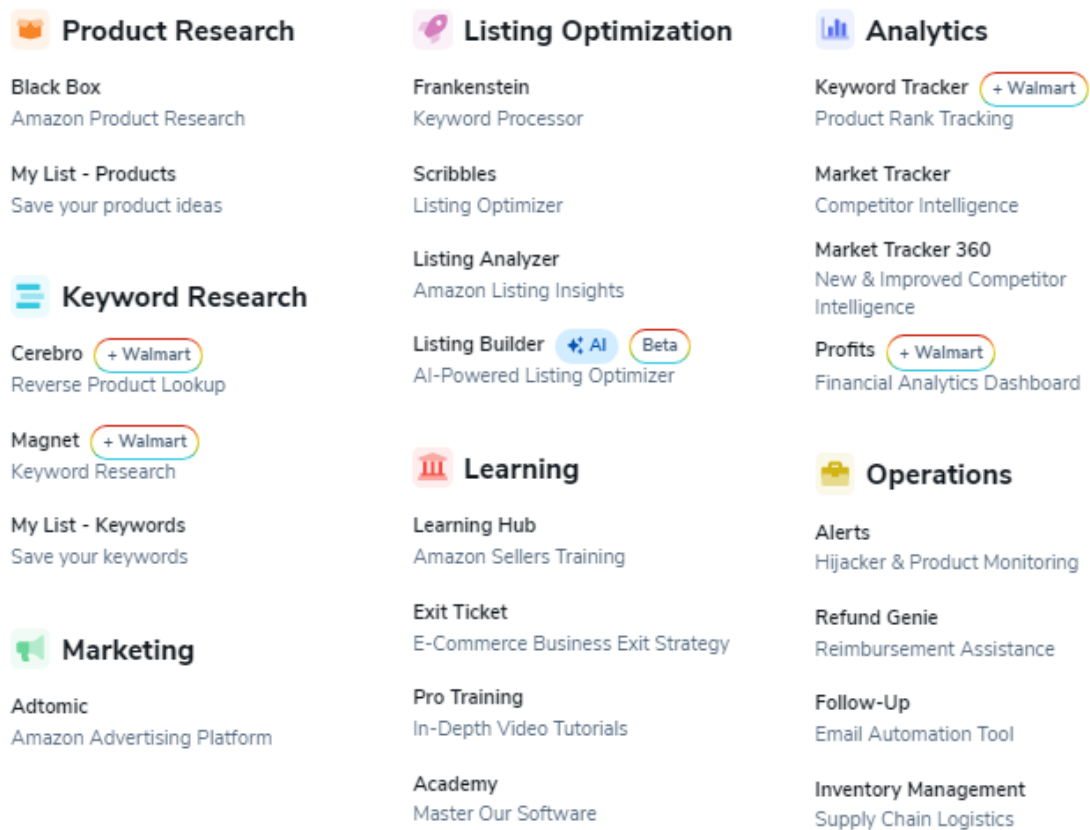 Product Research
Black Box
Amazon Product Research
My List - Products
Save your product ideas
Keyword Research
Cerebro + Walmart
Reverse Product Lookup
Magnet + Walmart
Keyword Research
My List - Keywords
Save your keywords
Marketing
Adtomic
Amazon Advertising Platform
Listing Optimization
Frankenstein
Keyword Processor
Scribbles
Listing Optimizer
Listing Analyzer
Amazon Listing Insights
Listing Builder AI Beta
AI-Powered Listing Optimizer
Learning
Learning Hub
Amazon Sellers Training
Exit Ticket
E-Commerce Business Exit Strategy
Pro Training
In-Depth Video Tutorials
Academy
Master Our Software
Analytics
Keyword Tracker + Walmart
Product Rank Tracking
Market Tracker
Competitor Intelligence
Market Tracker 360
New & Improved Competitor
Intelligence
Profits + Walmart
Financial Analytics Dashboard
Operations
Alerts
Hijacker & Product Monitoring
Refund Genie
Reimbursement Assistance
Follow-Up
Email Automation Tool
Inventory Management
Supply Chain Logistics